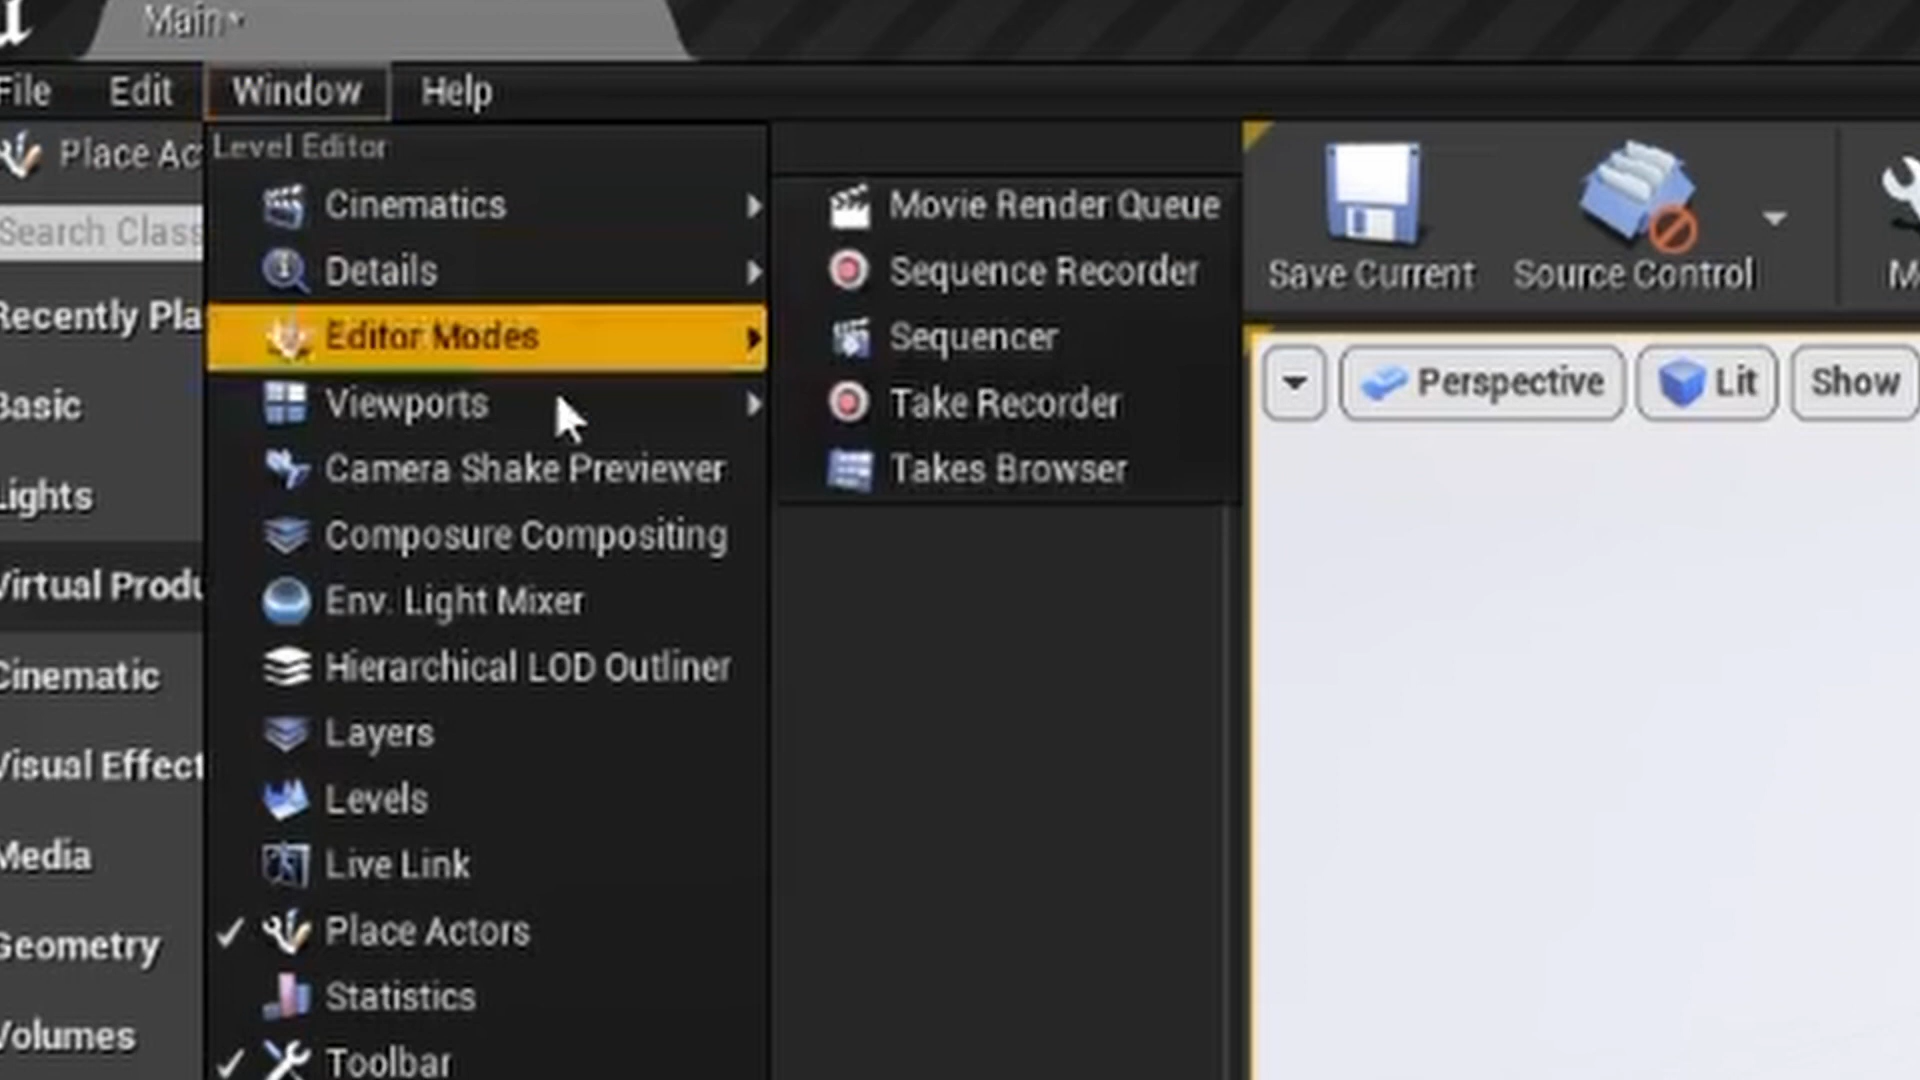 Main*
File
Edit
Window
Help
Place Ac
Search Class
Recently Pla
Basic
Lights
Virtual Produ
Cinematic
Visual Effect
Media
Geometry
Volumes
Level Editor
Cinematics
Details
Editor Modes
Viewports
Camera Shake Previewer
Composure Compositing
Env. Light Mixer
Hierarchical LOD Outliner
Layers
Levels
Live Link
Place Actors
Statistics
Toolbar
Movie Render Queue
Sequence Recorder
Sequencer
Take Recorder
Takes Browser
Save Current
Source Control
M
Perspective
Lit
Show